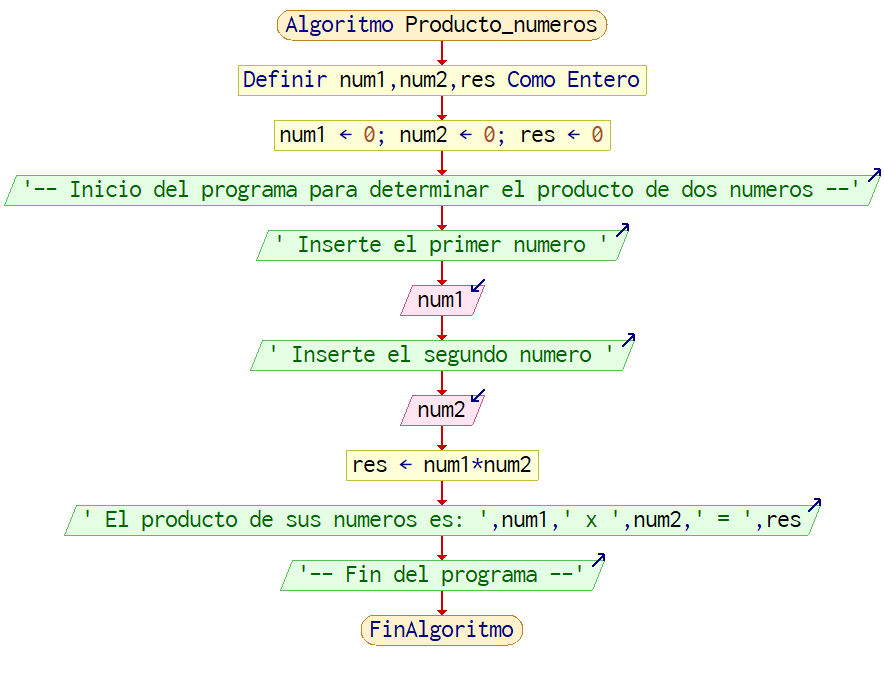 Algoritmo Producto_numeros
Definir num1,num2,res Como Entero
num1 ← 0; num2 ← 0; res ← 0
'-- Inicio del programa para determinar el producto de dos numeros --'
' Inserte el primer numero '
num1
' Inserte el segundo numero '
num2
res ← num1*num2
' El producto de sus numeros es: ',num1,' x ',num2,' = ',res
'-- Fin del programa --'
FinAlgoritmo